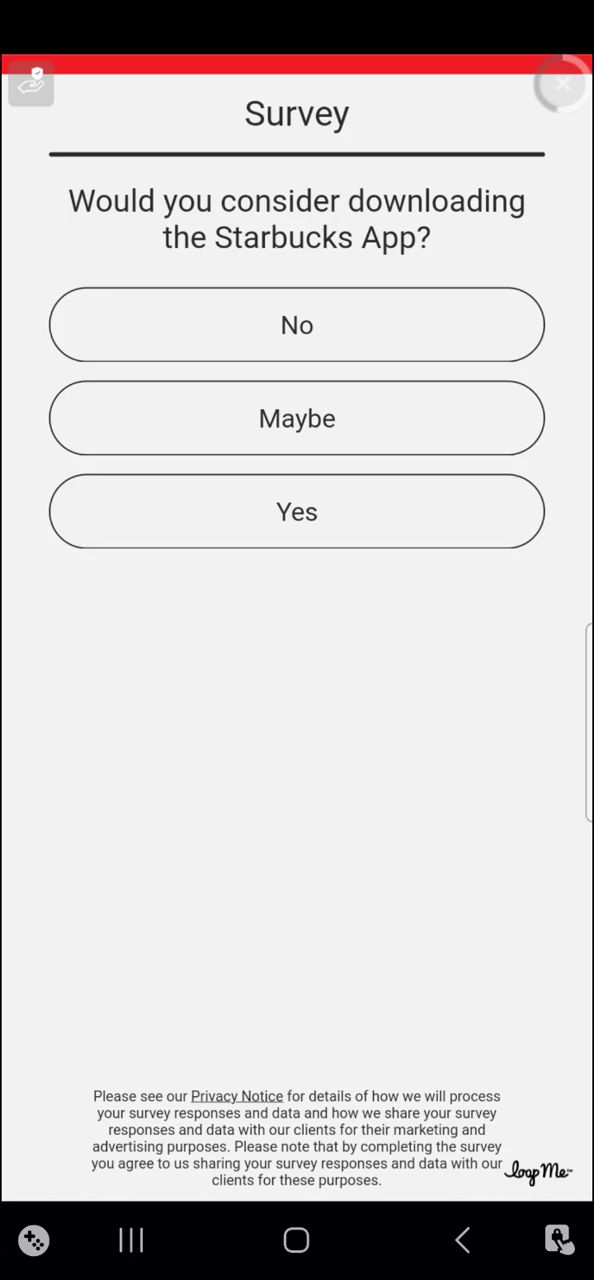 Survey
Would you consider downloading
the Starbucks App?
No
Maybe
Yes
Please see our Privacy Notice for details of how we will process
your survey responses and data and how we share your survey
responses and data with our clients for their marketing and
advertising purposes. Please note that by completing the survey
you agree to us sharing your survey responses and data with our
clients for these purposes.
loopMe™